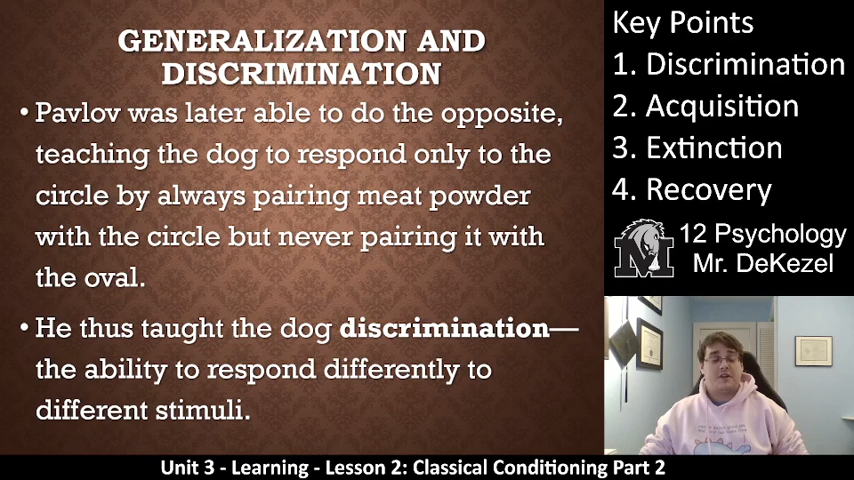 GENERALIZATION AND
DISCRIMINATION
• Pavlov was later able to do the opposite,
teaching the dog to respond only to the
circle by always pairing meat powder
with the circle but never pairing it with
the oval.
• He thus taught the dog discrimination—
the ability to respond differently to
different stimuli.
Key Points
1. Discrimination
2. Acquisition
3. Extinction
4. Recovery
M
12 Psychology
Mr. DeKezel
Unit 3 - Learning - Lesson 2: Classical Conditioning Part 2